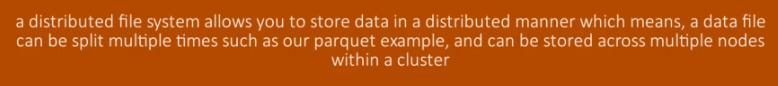 a distributed file system allows you to store data in a distributed manner which means, a data file
can be split multiple times such as our parquet example, and can be stored across multiple nodes
within a cluster